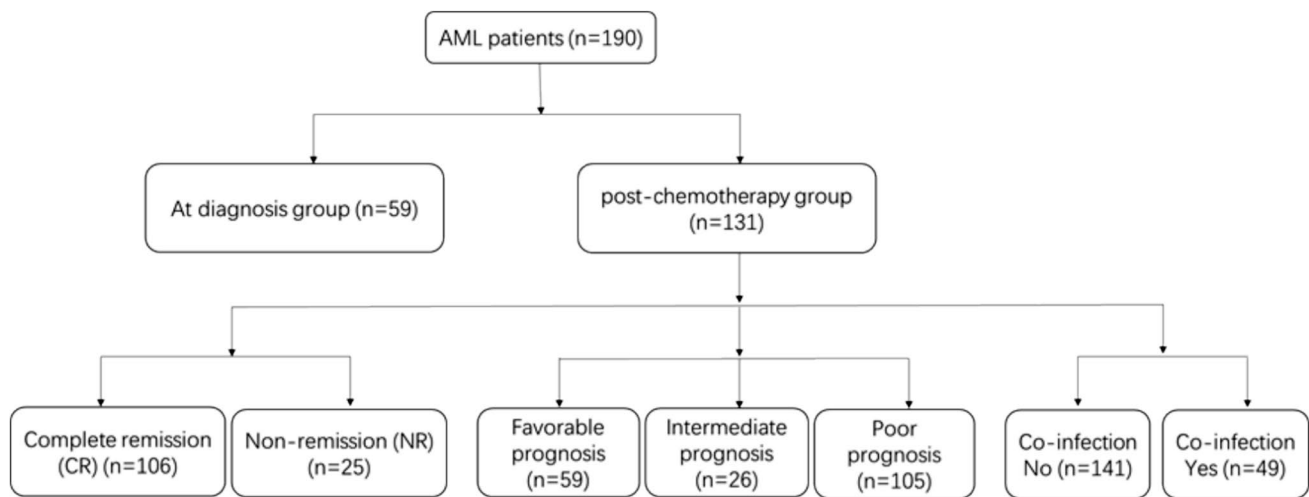 AML patients (n=190)
At diagnosis group (n=59)
post-chemotherapy group
(n=131)
Complete remission
(CR) (n=106)
Non-remission (NR)
(n=25)
Favorable
prognosis
(n=59)
Intermediate
prognosis
(n=26)
Poor
prognosis
(n=105)
Co-infection
No (n=141)
Co-infection
Yes (n=49)